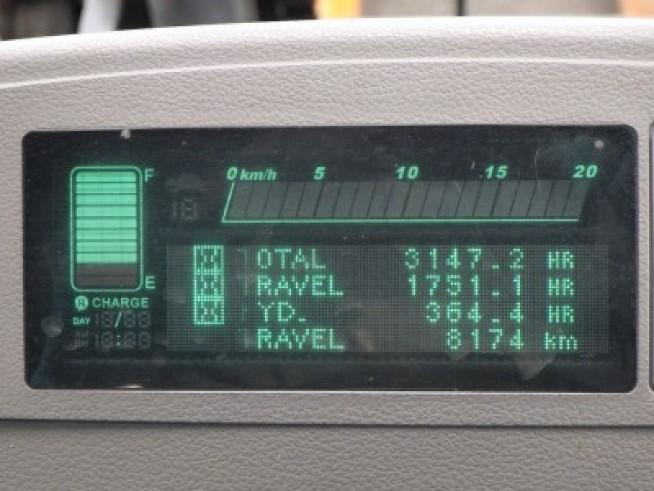 0 km/h 5 10 15 20
F
E
CHARGE
DAY
OTAL 3147.2 HR
RAVEL 1751.1 HR
YD. 364.4 HR
RAVEL 8174 km